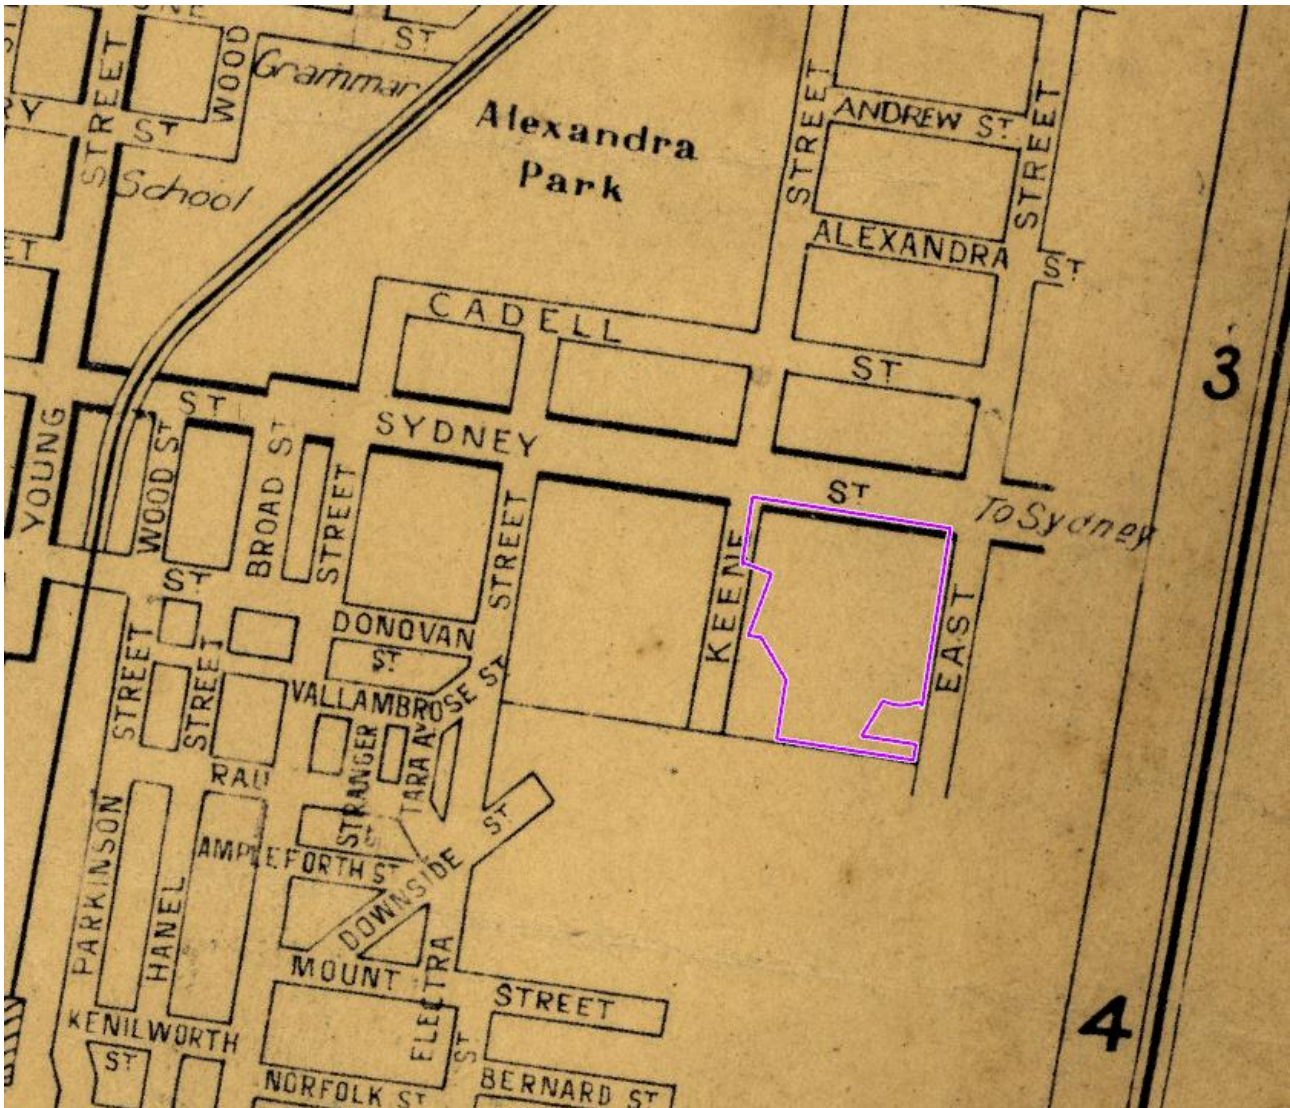 ST
Grammar
School
WOOD
STREET
ST
Alexandra
Park
STREET
ANDREW ST
STREET
ALEXANDRA
ST
CADELL
ST
3
ST
SYDNEY
ST
To Sydney
YOUNG
WOOD ST
BROAD ST
STREET
STREET
KEENE
EAST
ST
DONOVAN
ST
STREET
STREET
VALLAMBROSE ST
STRANGER
ST
TARA AV
RAU
PARKINSON
HANEL
AMPLEFORTH ST
DOWNSIDE
ST
MOUNT
STREET
ELECTRA
ST
KENILWORTH
ST
NORFOLK ST
BERNARD ST
4